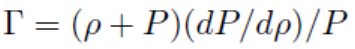 Γ = (ρ + P)(dP/dρ)/P